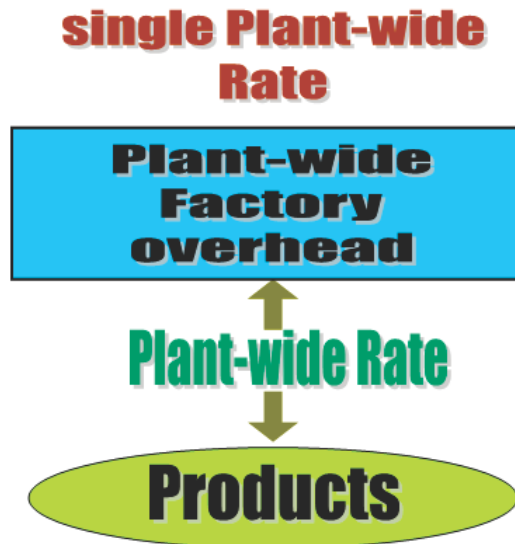 single Plant-wide
Rate
Plant-wide
Factory
overhead
Plant-wide Rate
Products